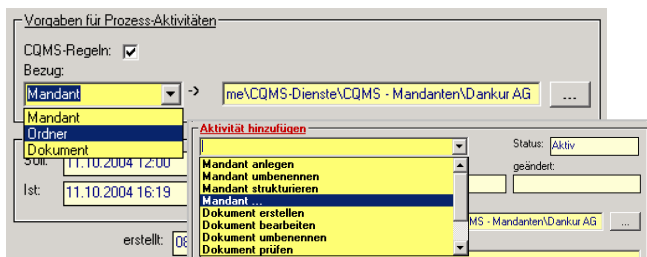 Vorgaben für Prozess-Aktivitäten
CQMS-Regeln:
Bezug:
Mandant -> me\CQMS-Dienste\CQMS - Mandanten\Dankur AG ...
Mandant
Ordner
Dokument
Soll: 11.10.2004 12:00
Ist: 11.10.2004 16:19
erstellt: 08
Aktivität hinzufügen
Status: Aktiv
geändert:
Mandant anlegen
Mandant umbenennen
Mandant strukturieren
Mandant ...
Dokument erstellen
Dokument bearbeiten
Dokument umbenennen
Dokument prüfen
MS - Mandanten\Dankur AG ...